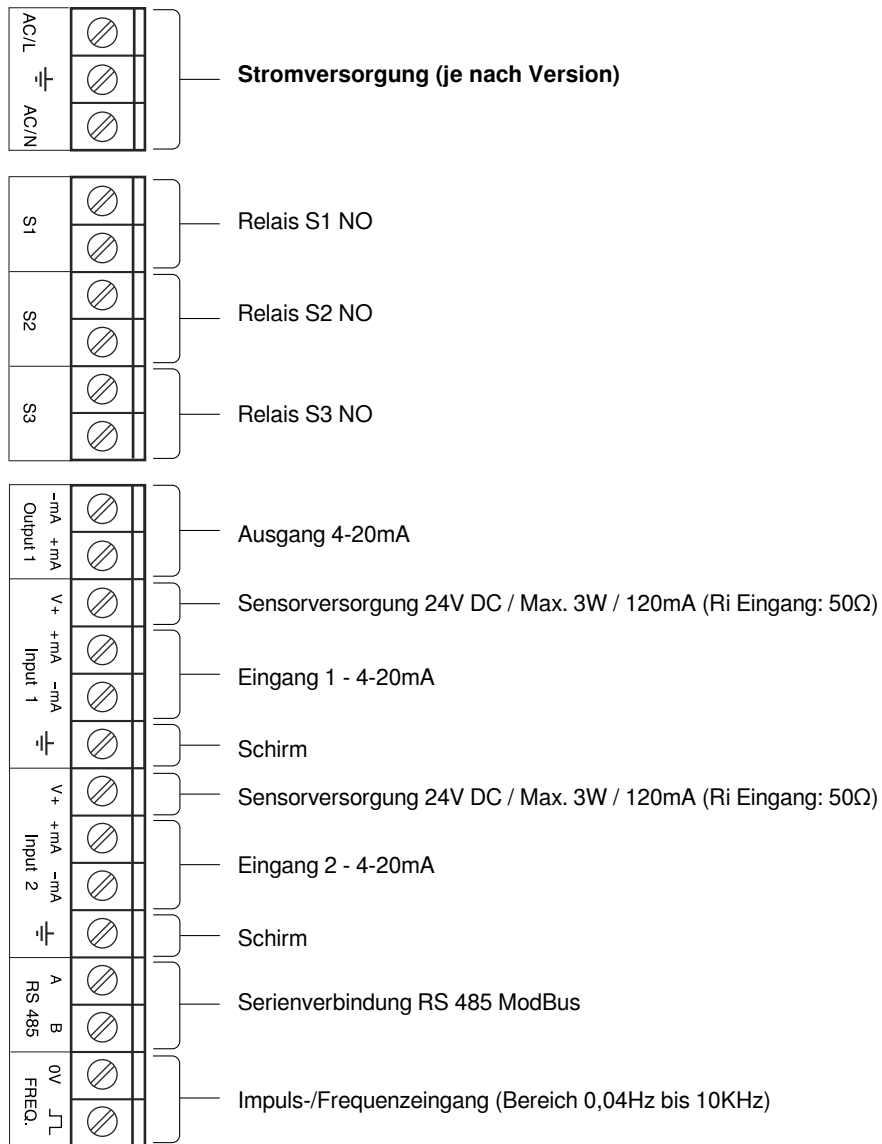 AC/L
AC/N
Stromversorgung (je nach Version)
S1
Relais S1 NO
S2
Relais S2 NO
S3
Relais S3 NO
-mA +mA
Output 1
Ausgang 4-20mA
V+ +mA -mA
Input 1
Sensorversorgung 24V DC / Max. 3W / 120mA (Ri Eingang: 50Ω)
Eingang 1 - 4-20mA
Schirm
V+ +mA -mA
Input 2
Sensorversorgung 24V DC / Max. 3W / 120mA (Ri Eingang: 50Ω)
Eingang 2 - 4-20mA
Schirm
A B
RS 485
Serienverbindung RS 485 ModBus
0V
FREQ.
Impuls-/Frequenzeingang (Bereich 0,04Hz bis 10KHz)